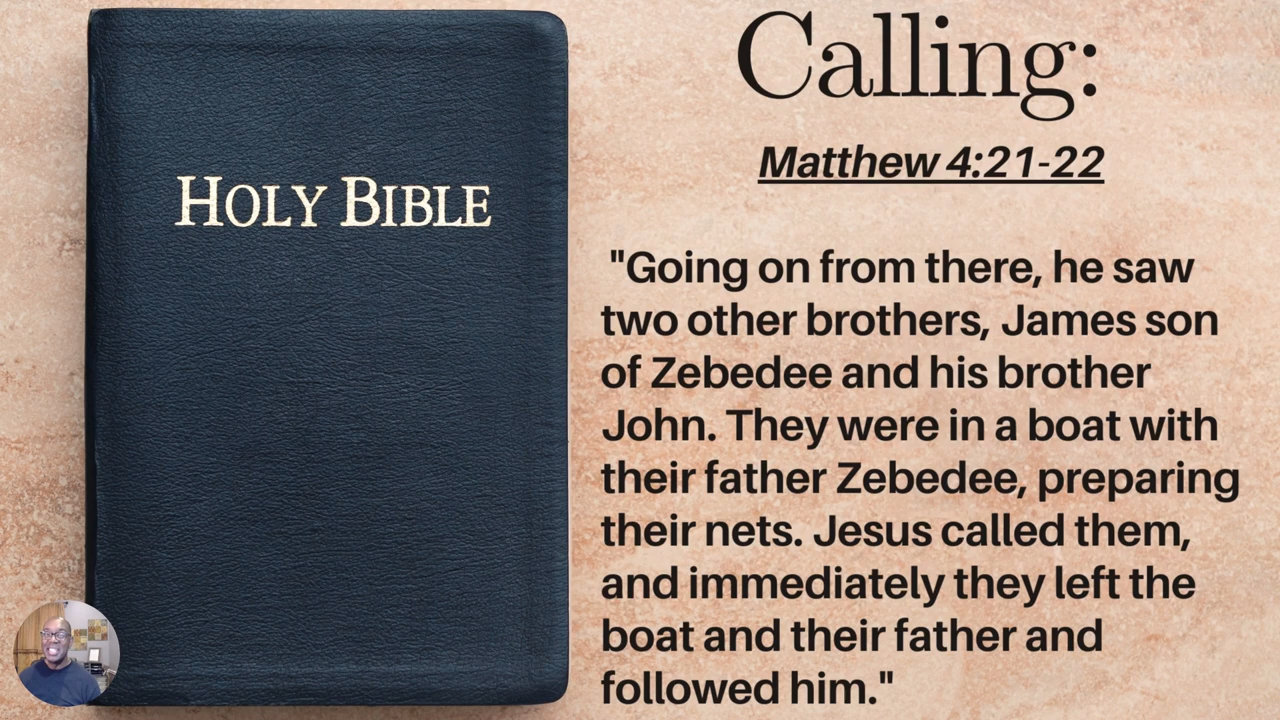 HOLY BIBLE
Calling:
Matthew 4:21-22
"Going on from there, he saw
two other brothers, James son
of Zebedee and his brother
John. They were in a boat with
their father Zebedee, preparing
their nets. Jesus called them,
and immediately they left the
boat and their father and
followed him."